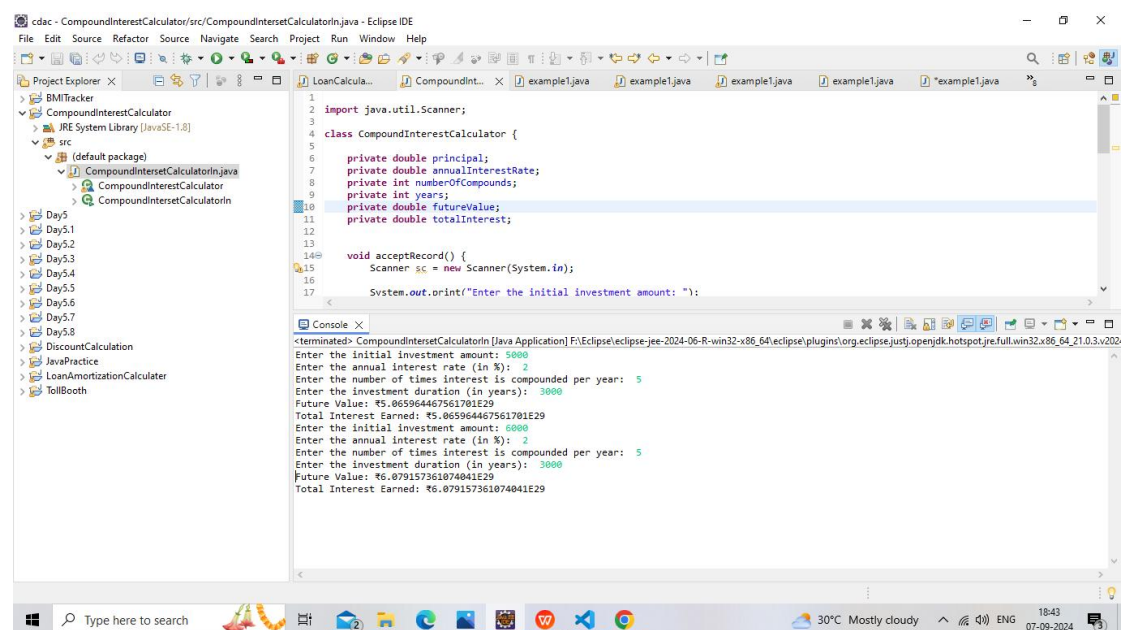 cdac - CompoundInterestCalculator/src/CompoundIntersetCalculatorIn.java - Eclipse IDE
File Edit Source Refactor Source Navigate Search Project Run Window Help
Project Explorer
BMITracker
CompoundInterestCalculator
JRE System Library [JavaSE-1.8]
src
(default package)
CompoundIntersetCalculatorIn.java
CompoundInterestCalculator
CompoundIntersetCalculatorIn
Day5
Day5.1
Day5.2
Day5.3
Day5.4
Day5.5
Day5.6
Day5.7
Day5.8
DiscountCalculation
JavaPractice
LoanAmortizationCalculater
TollBooth
LoanCalcula... CompoundInt... example1.java example1.java example1.java example1.java *example1.java »8
1
2 import java.util.Scanner;
3
4 class CompoundInterestCalculator {
5
6 private double principal;
7 private double annualInterestRate;
8 private int numberOfCompounds;
9 private int years;
10 private double futureValue;
11 private double totalInterest;
12
13
14 void acceptRecord() {
15 Scanner sc = new Scanner(System.in);
16
17 System.out.print("Enter the initial investment amount: ");
Console
<terminated> CompoundIntersetCalculatorIn [Java Application] F:\Eclipse\eclipse-jee-2024-06-R-win32-x86_64\eclipse\plugins\org.eclipse.justj.openjdk.hotspot.jre.full.win32.x86_64_21.0.3.v202
Enter the initial investment amount: 5000
Enter the annual interest rate (in %): 2
Enter the number of times interest is compounded per year: 5
Enter the investment duration (in years): 3000
Future Value: ₹5.065964467561701E29
Total Interest Earned: ₹5.065964467561701E29
Enter the initial investment amount: 6000
Enter the annual interest rate (in %): 2
Enter the number of times interest is compounded per year: 5
Enter the investment duration (in years): 3000
Future Value: ₹6.079157361074041E29
Total Interest Earned: ₹6.079157361074041E29
Type here to search
30°C Mostly cloudy ENG
18:43
07-09-2024